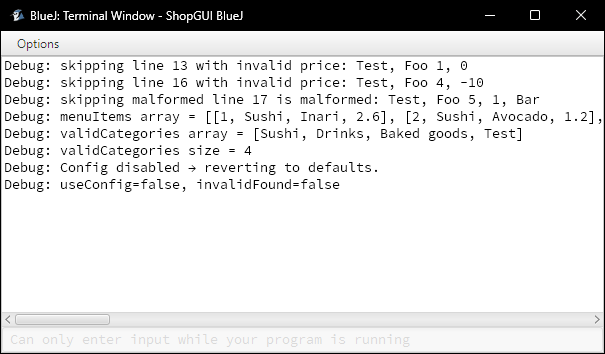 BlueJ: Terminal Window - ShopGUI BlueJ
Options
Debug: skipping line 13 with invalid price: Test, Foo 1, 0
Debug: skipping line 16 with invalid price: Test, Foo 4, -10
Debug: skipping malformed line 17 is malformed: Test, Foo 5, 1, Bar
Debug: menuItems array = [[1, Sushi, Inari, 2.6], [2, Sushi, Avocado, 1.2],
Debug: validCategories array = [Sushi, Drinks, Baked goods, Test]
Debug: validCategories size = 4
Debug: Config disabled → reverting to defaults.
Debug: useConfig=false, invalidFound=false
Can only enter input while your program is running